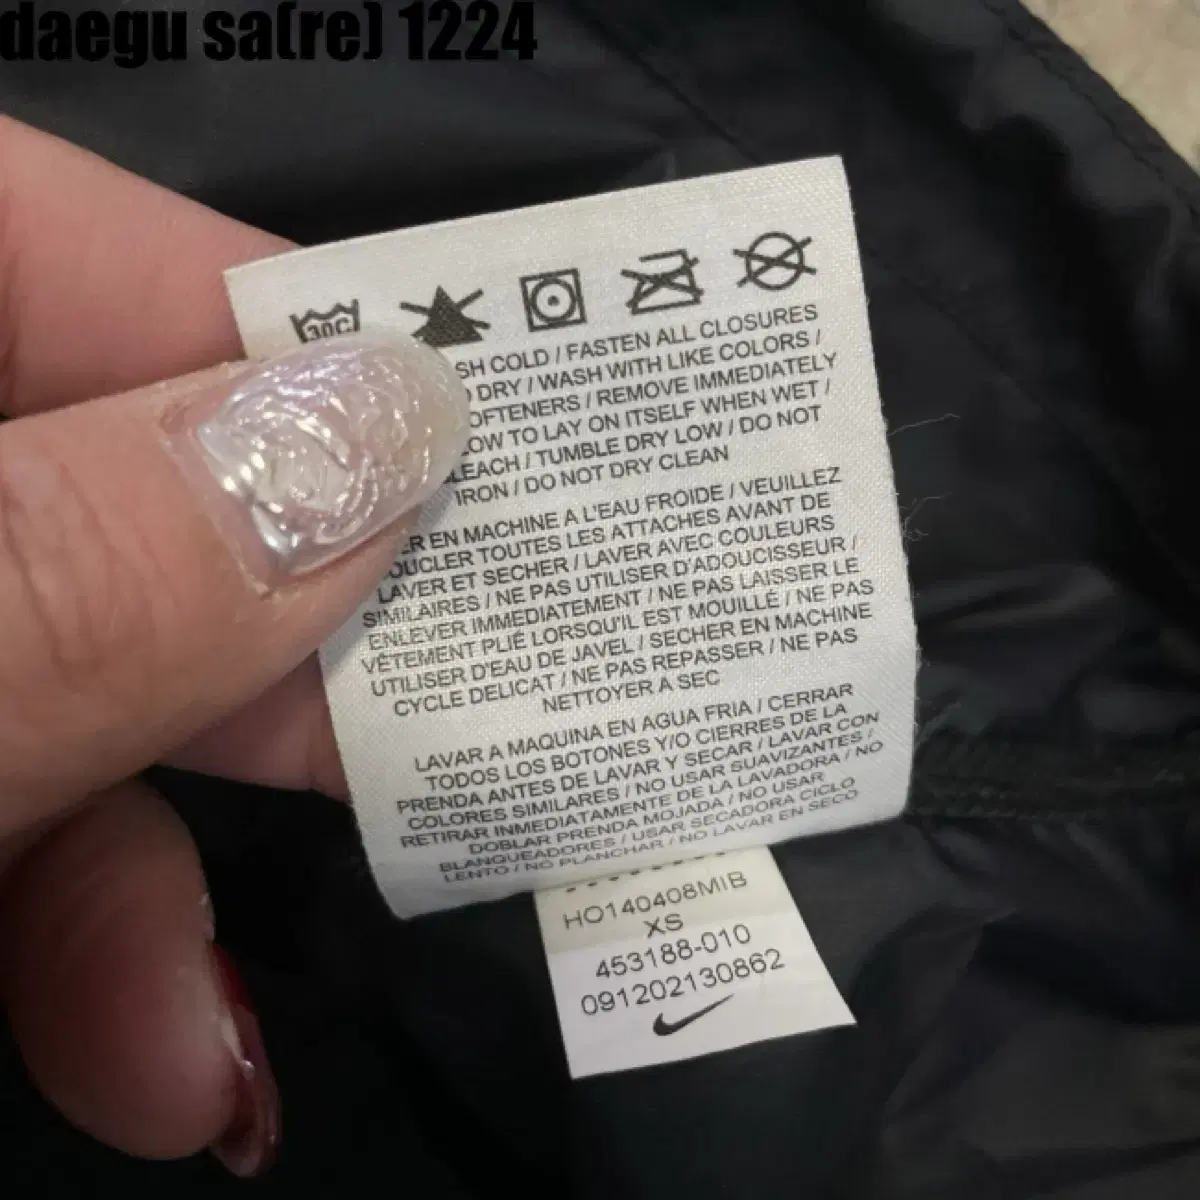 daegu sa(re) 1224
30C
SH COLD / FASTEN ALL CLOSURES
DRY / WASH WITH LIKE COLORS /
OFTENERS / REMOVE IMMEDIATELY
OW TO LAY ON ITSELF WHEN WET /
LEACH / TUMBLE DRY LOW / DO NOT
IRON / DO NOT DRY CLEAN
ER EN MACHINE A L'EAU FROIDE / VEUILLEZ
OUCLER TOUTES LES ATTACHES AVANT DE
LAVER ET SECHER / LAVER AVEC COULEURS
SIMILAIRES / NE PAS UTILISER D'ADOUCISSEUR /
ENLEVER IMMEDIATEMENT / NE PAS LAISSER LE
VÊTEMENT PLIÉ LORSQU'IL EST MOUILLÉ / NE PAS
UTILISER D'EAU DE JAVEL / SECHER EN MACHINE
CYCLE DELICAT / NE PAS REPASSER / NE PAS
NETTOYER A SEC
LAVAR A MAQUINA EN AGUA FRIA / CERRAR
TODOS LOS BOTONES Y/O CIERRES DE LA
PRENDA ANTES DE LAVAR Y SECAR / LAVAR CON
COLORES SIMILARES / NO USAR SUAVIZANTES /
RETIRAR INMEDIATAMENTE DE LA LAVADORA / NO
DOBLAR PRENDA MOJADA / NO USAR
BLANQUEADORES / USAR SECADORA CICLO
LENTO / NO PLANCHAR / NO LAVAR EN SECO
HO140408MIB
XS
453188-010
091202130862